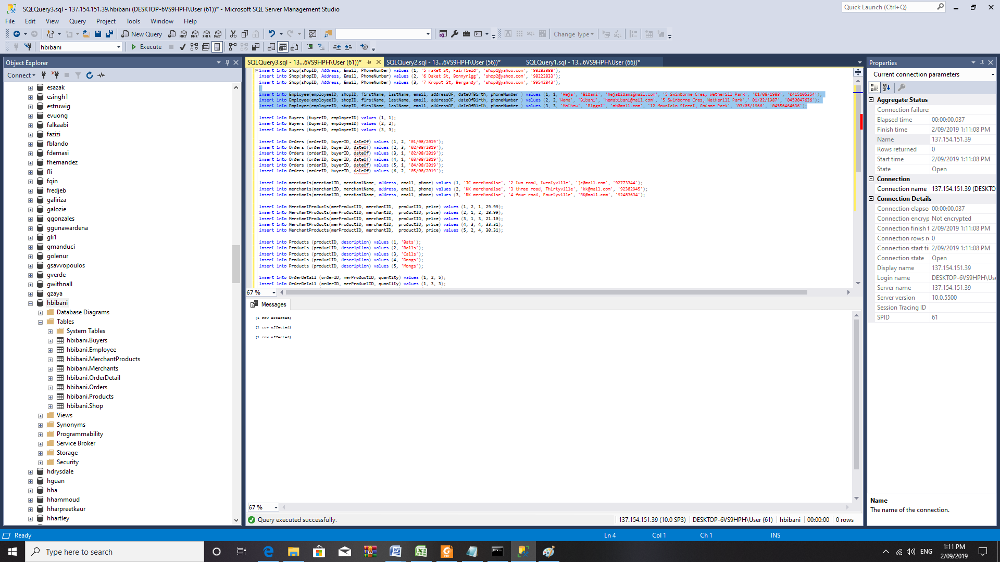 SQLQuery3.sql - 137.154.151.39.hbibani (DESKTOP-6VS9HPH\User (61))* - Microsoft SQL Server Management Studio
Quick Launch (Ctrl+Q)
File Edit View Query Project Tools Window Help
New Query
MDX DMX XMLA DAX
Change Type
hbibani
Execute
Object Explorer
Connect
esazak
esingh1
estruwig
evuong
falkaabi
fazizi
fblando
fdemasi
fhernandez
fli
fqin
fredjeb
galiriza
galozie
ggonzales
ggunawardena
gli1
gmanduci
golenur
gsavvopoulos
gverde
gwithnall
gzaya
hbibani
Database Diagrams
Tables
System Tables
hbibani.Buyers
hbibani.Employee
hbibani.MerchantProducts
hbibani.Merchants
hbibani.OrderDetail
hbibani.Orders
hbibani.Products
hbibani.Shop
Views
Synonyms
Programmability
Service Broker
Storage
Security
hdrysdale
hguan
hha
hhammoud
hharpreetkaur
hhartley
SQLQuery3.sql - 13...6VS9HPH\User (61))* SQLQuery2.sql - 13...6VS9HPH\User (56))* SQLQuery1.sql - 13...6VS9HPH\User (66))*
insert into Shop(shopID, Address, Email, PhoneNumber) values (1, '5 raket St, Fairfield', 'shop1@yahoo.com', '98283888');
insert into Shop(shopID, Address, Email, PhoneNumber) values (2, '6 Daket St, Bonnyrigg', 'shop2@yahoo.com', '98222833');
insert into Shop(shopID, Address, Email, PhoneNumber) values (3, '7 Kropot St, Bergandy', 'shop3@yahoo.com', '99542843');
insert into Employee(employeeID, shopID, firstName, lastName, email, addressOF, dateOfBirth, phoneNumber ) values (1, 1, 'Heja', 'Bibani', 'hejabibani@mail.com', '5 Swinborne Cres, Wetherill Park', '01/08/1988', '0415105354');
insert into Employee(employeeID, shopID, firstName, lastName, email, addressOF, dateOfBirth, phoneNumber ) values (2, 2,'Hema', 'Bibani', 'hemabibani@mail.com', '5 Swinborne Cres, Wetherill Park',' 01/02/1987', '0450047636');
insert into Employee(employeeID, shopID, firstName, lastName, email, addressOF, dateOfBirth, phoneNumber ) values (3, 3, 'Mathew', 'Biggot', 'mb@mail.com', '12 Mountain Street, Codone Park', '03/05/1966', '04556464636');
insert into Buyers (buyerID, employeeID) values (1, 1);
insert into Buyers (buyerID, employeeID) values (2, 2);
insert into Buyers (buyerID, employeeID) values (3, 3);
insert into Orders (orderID, buyerID, dateOf) values (1, 2, '01/08/2019');
insert into Orders (orderID, buyerID, dateOf) values (2, 3, '02/08/2019');
insert into Orders (orderID, buyerID, dateOf) values (3, 1, '02/08/2019');
insert into Orders (orderID, buyerID, dateOf) values (4, 1, '03/08/2019');
insert into Orders (orderID, buyerID, dateOf) values (5, 1, '04/08/2019');
insert into Orders (orderID, buyerID, dateOf) values (6, 2, '05/08/2019');
insert into merchants(merchantID, merchantName, address, email, phone) values (1, 'JC merchandise', '2 two road, twentyville', 'jc@mail.com', '92773344');
insert into merchants(merchantID, merchantName, address, email, phone) values (2, 'KK merchandise', '3 three road, Thirtyville', 'kk@mail.com', '92382945');
insert into merchants(merchantID, merchantName, address, email, phone) values (3, 'RK merchandise', '4 four road, Fourtyville', 'RK@mail.com', '92483634');
insert into MerchantProducts(merProductID, merchantID, productID, price) values (1, 2, 1, 29.99);
insert into MerchantProducts(merProductID, merchantID, productID, price) values (2, 1, 2, 28.99);
insert into MerchantProducts(merProductID, merchantID, productID, price) values (3, 1, 3, 21.10);
insert into MerchantProducts(merProductID, merchantID, productID, price) values (4, 3, 4, 33.31);
insert into MerchantProducts(merProductID, merchantID, productID, price) values (5, 2, 4, 30.31);
insert into Products (productID, description) values (1, 'Bats');
insert into Products (productID, description) values (2, 'Balls');
insert into Products (productID, description) values (3, 'Calls');
insert into Products (productID, description) values (4, 'Dongs');
insert into Products (productID, description) values (5, 'Mongs');
insert into OrderDetail (orderID, merProductID, quantity) values (1, 2, 5);
insert into OrderDetail (orderID, merProductID, quantity) values (1, 3, 3);
67 %
Messages
(1 row affected)
(1 row affected)
(1 row affected)
67 %
Query executed successfully.
137.154.151.39 (10.0 SP3) DESKTOP-6VS9HPH\User (61) hbibani 00:00:00 0 rows
Properties
Current connection parameters
Aggregate Status
Connection failures
Elapsed time 00:00:00.037
Finish time 2/09/2019 1:11:08 PM
Name 137.154.151.39
Rows returned 0
Start time 2/09/2019 1:11:08 PM
State Open
Connection
Connection name 137.154.151.39 (DESKTO
Connection Details
Connection elapse 00:00:00.037
Connection encryp Not encrypted
Connection finish t 2/09/2019 1:11:08 PM
Connection rows re 0
Connection start ti 2/09/2019 1:11:08 PM
Connection state Open
Display name 137.154.151.39
Login name DESKTOP-6VS9HPH\Us
Server name 137.154.151.39
Server version 10.0.5500
Session Tracing ID
SPID 61
Name
The name of the connection.
Ready
Ln 4 Col 1 Ch 1 INS
Type here to search
ENG
1:11 PM
2/09/2019